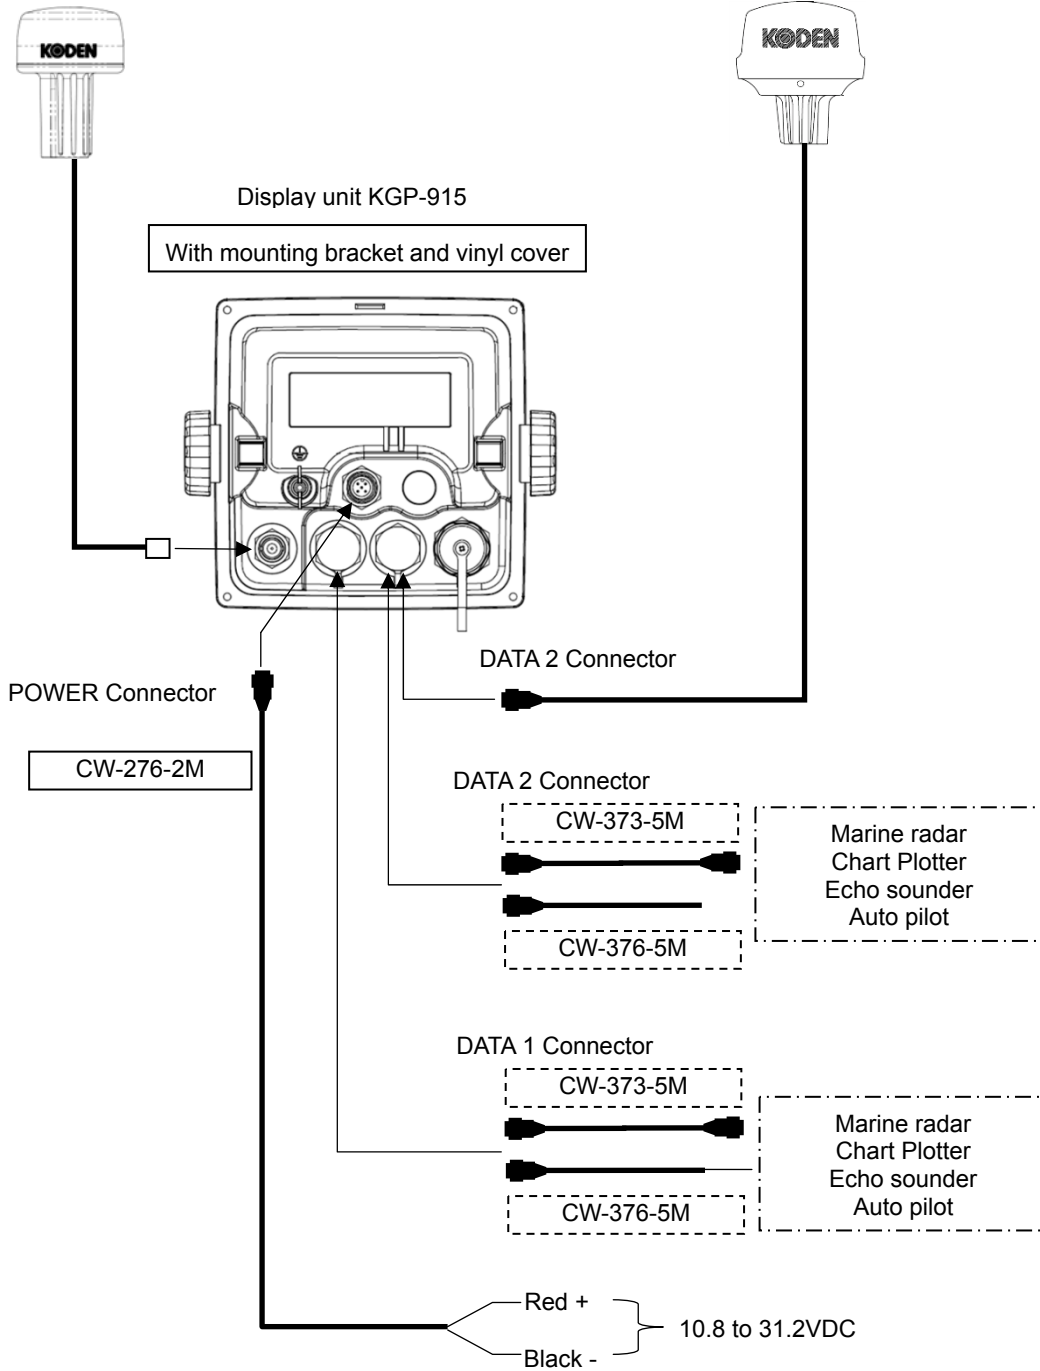 KODEN
KODEN
Display unit KGP-915
With mounting bracket and vinyl cover
DATA 2 Connector
POWER Connector
CW-276-2M
DATA 2 Connector
CW-373-5M
CW-376-5M
Marine radar
Chart Plotter
Echo sounder
Auto pilot
DATA 1 Connector
CW-373-5M
CW-376-5M
Marine radar
Chart Plotter
Echo sounder
Auto pilot
Red +
10.8 to 31.2VDC
Black -